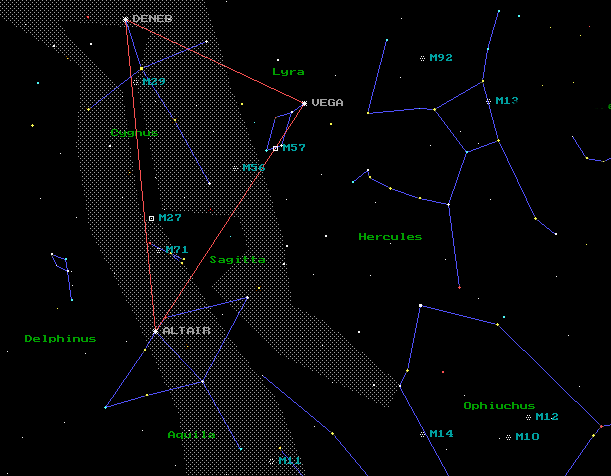 DENEB
M92
Lyra
M29
VEGA
M13
Cygnus
M57
M56
M27
Hercules
M71
Sagitta
ALTAIR
Delphinus
Ophiuchus
M12
Aquila
M14
M10
M11